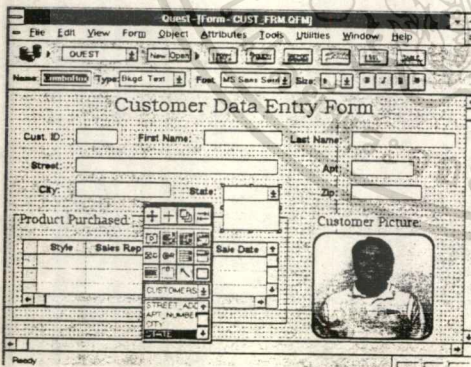 Quest - [Form - CUST_FRM.QFM]
File Edit View Form Object Attributes Tools Utilities Window Help
QUEST New Open
Name: Type: Bkgd Text Font: MS Sans Serif Size: 8 B I U
Customer Data Entry Form
Cust. ID: First Name: Last Name:
Street: Apt:
City: State: Zip:
Product Purchased: Customer Picture:
Style Sales Rep Sale Date
CUSTOMERS
STREET_ADD
APT_NUMBE
CITY
STATE
Ready